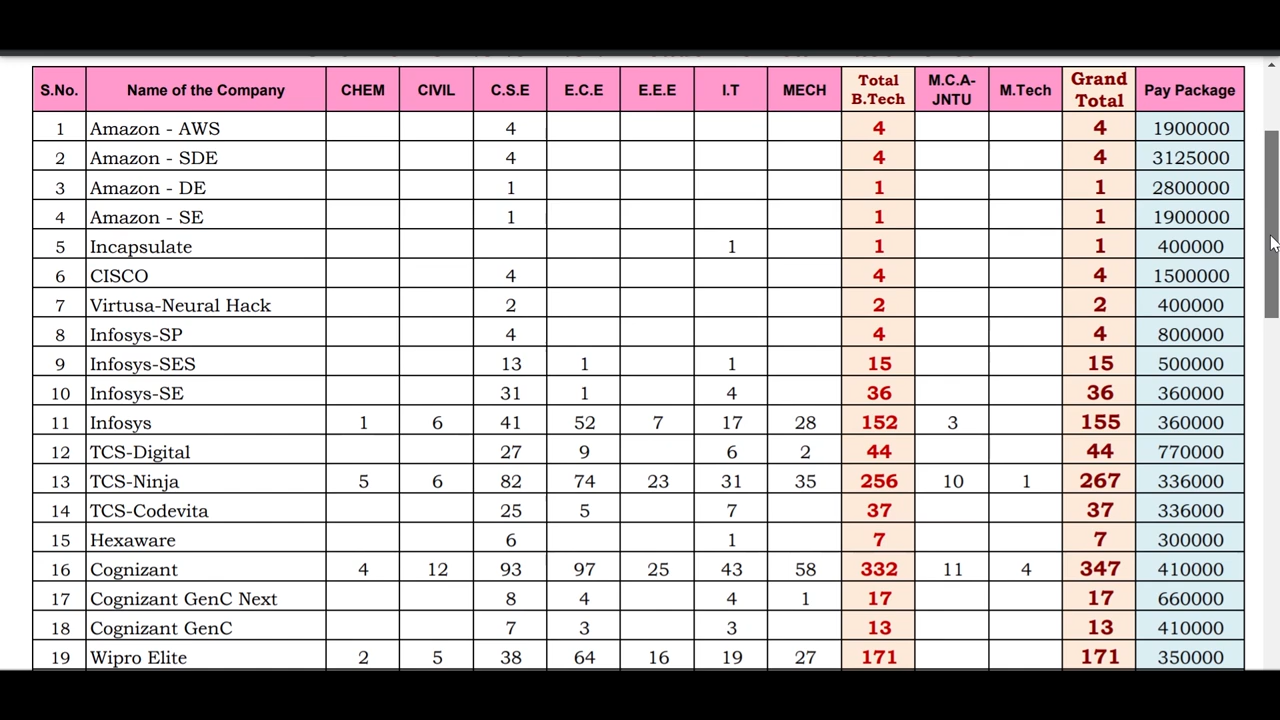 S.No. Name of the Company CHEM CIVIL C.S.E E.C.E E.E.E I.T MECH Total B.Tech M.C.A-JNTU M.Tech Grand Total Pay Package
1 Amazon - AWS 4 4 4 1900000
2 Amazon - SDE 4 4 4 3125000
3 Amazon - DE 1 1 1 2800000
4 Amazon - SE 1 1 1 1900000
5 Incapsulate 1 1 1 400000
6 CISCO 4 4 4 1500000
7 Virtusa-Neural Hack 2 2 2 400000
8 Infosys-SP 4 4 4 800000
9 Infosys-SES 13 1 1 15 15 500000
10 Infosys-SE 31 1 4 36 36 360000
11 Infosys 1 6 41 52 7 17 28 152 3 155 360000
12 TCS-Digital 27 9 6 2 44 44 770000
13 TCS-Ninja 5 6 82 74 23 31 35 256 10 1 267 336000
14 TCS-Codevita 25 5 7 37 37 336000
15 Hexaware 6 1 7 7 300000
16 Cognizant 4 12 93 97 25 43 58 332 11 4 347 410000
17 Cognizant GenC Next 8 4 4 1 17 17 660000
18 Cognizant GenC 7 3 3 13 13 410000
19 Wipro Elite 2 5 38 64 16 19 27 171 171 350000